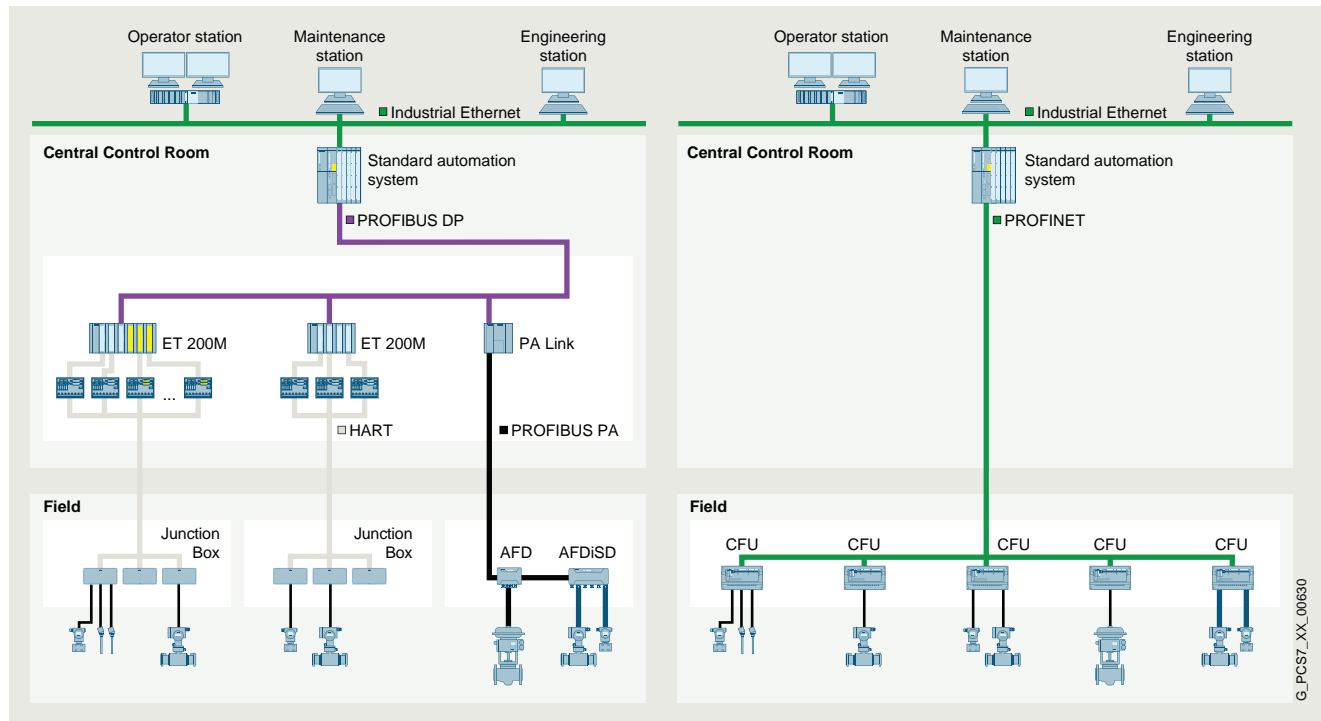 Operator station
Maintenance
station
Engineering
station
Industrial Ethernet
Central Control Room
Standard automation
system
PROFIBUS DP
ET 200M
ET 200M
PA Link
...
HART
PROFIBUS PA
Field
Junction
Box
Junction
Box
AFD
AFDiSD
Operator station
Maintenance
station
Engineering
station
Industrial Ethernet
Central Control Room
Standard automation
system
PROFINET
Field
CFU
CFU
CFU
CFU
CFU
G_PCS7_XX_00630